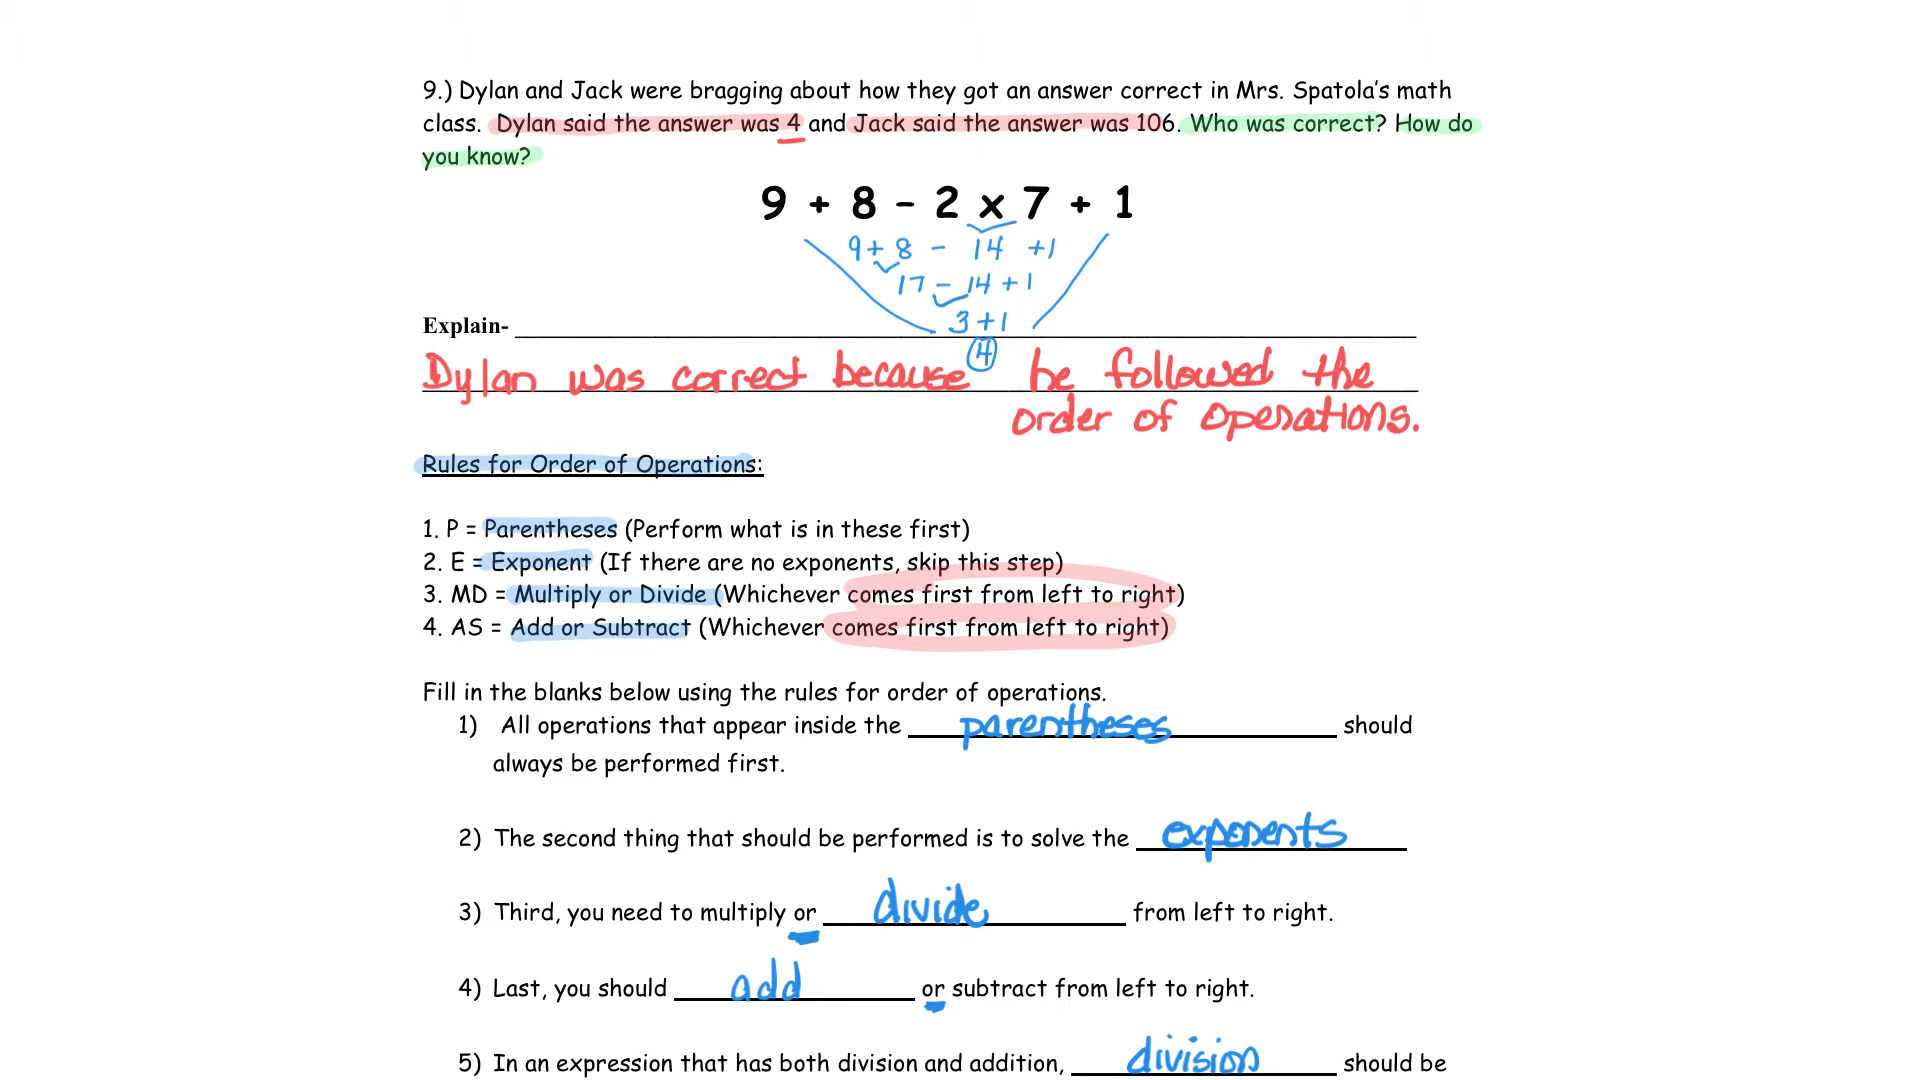 9.) Dylan and Jack were bragging about how they got an answer correct in Mrs. Spatola's math
class. Dylan said the answer was 4 and Jack said the answer was 106. Who was correct? How do
you know?
9 + 8 - 2 x 7 + 1
9+ 8 - 14 +1
17 - 14 +1
3 +1
Explain-
4
Dylan was correct because he followed the
order of operations.
Rules for Order of Operations:
1. P = Parentheses (Perform what is in these first)
2. E = Exponent (If there are no exponents, skip this step)
3. MD = Multiply or Divide (Whichever comes first from left to right)
4. AS = Add or Subtract (Whichever comes first from left to right)
Fill in the blanks below using the rules for order of operations.
1) All operations that appear inside the parentheses should
always be performed first.
2) The second thing that should be performed is to solve the exponents
3) Third, you need to multiply or divide from left to right.
4) Last, you should add or subtract from left to right.
5) In an expression that has both division and addition, division should be